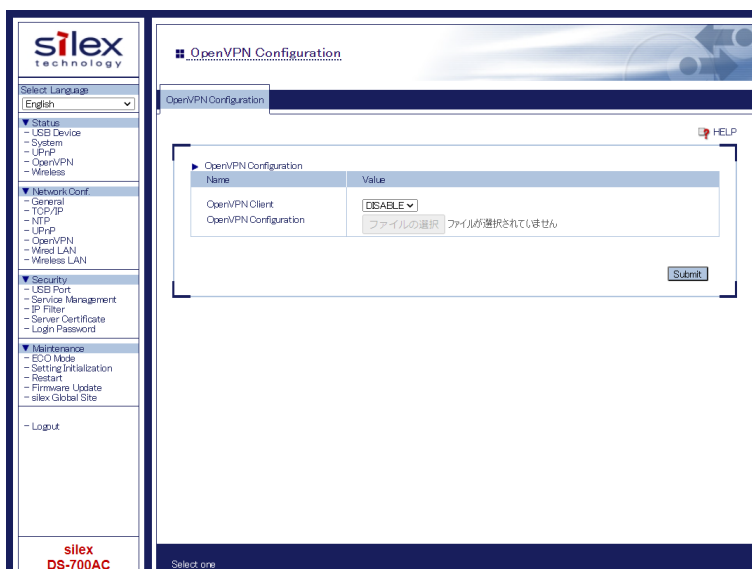 silex
technology
Select Language
English
▼ Status
- USB Device
- System
- UPnP
- OpenVPN
- Wireless
▼ Network Conf.
- General
- TCP/IP
- NTP
- UPnP
- OpenVPN
- Wired LAN
- Wireless LAN
▼ Security
- USB Port
- Service Management
- IP Filter
- Server Certificate
- Login Password
▼ Maintenance
- ECO Mode
- Setting Initialization
- Restart
- Firmware Update
- silex Global Site
- Logout
silex
DS-700AC
OpenVPN Configuration
OpenVPN Configuration
HELP
OpenVPN Configuration
Name Value
OpenVPN Client DISABLE
OpenVPN Configuration ファイルの選択 ファイルが選択されていません
Submit
Select one